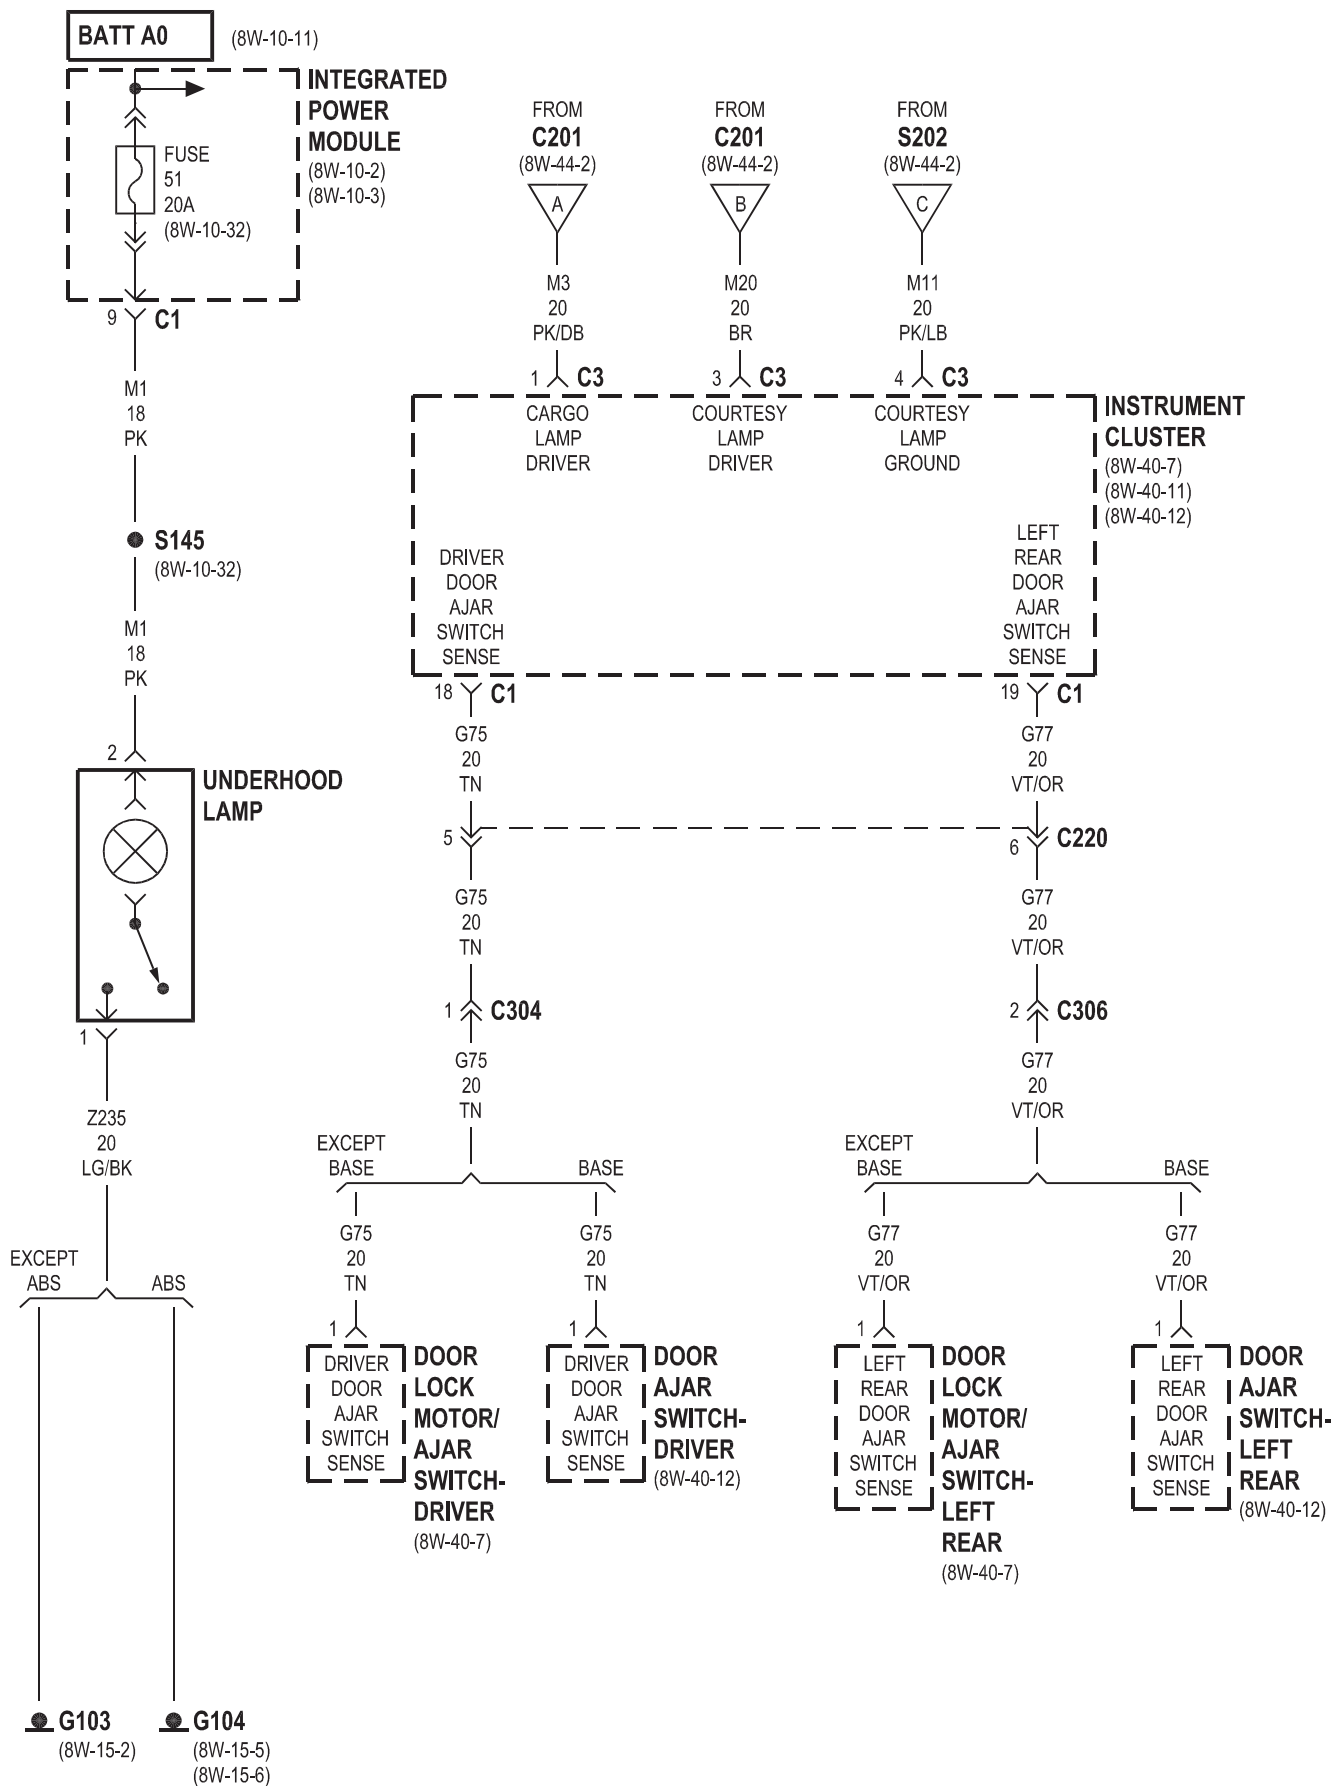 BATT A0
(8W-10-11)
INTEGRATED
POWER
MODULE
(8W-10-2)
(8W-10-3)
FUSE
51
20A
(8W-10-32)
9 C1
M1
18
PK
S145
(8W-10-32)
M1
18
PK
2
UNDERHOOD
LAMP
1
Z235
20
LG/BK
EXCEPT
ABS
ABS
G103
(8W-15-2)
G104
(8W-15-5)
(8W-15-6)
FROM
C201
(8W-44-2)
A
M3
20
PK/DB
1 C3
FROM
C201
(8W-44-2)
B
M20
20
BR
3 C3
FROM
S202
(8W-44-2)
C
M11
20
PK/LB
4 C3
CARGO
LAMP
DRIVER
COURTESY
LAMP
DRIVER
COURTESY
LAMP
GROUND
INSTRUMENT
CLUSTER
(8W-40-7)
(8W-40-11)
(8W-40-12)
DRIVER
DOOR
AJAR
SWITCH
SENSE
LEFT
REAR
DOOR
AJAR
SWITCH
SENSE
18 C1
G75
20
TN
5
G75
20
TN
1 C304
G75
20
TN
19 C1
G77
20
VT/OR
6 C220
G77
20
VT/OR
2 C306
G77
20
VT/OR
EXCEPT
BASE
BASE
G75
20
TN
1
G75
20
TN
1
DRIVER
DOOR
AJAR
SWITCH
SENSE
DOOR
LOCK
MOTOR/
AJAR
SWITCH-
DRIVER
(8W-40-7)
DRIVER
DOOR
AJAR
SWITCH
SENSE
DOOR
AJAR
SWITCH-
DRIVER
(8W-40-12)
EXCEPT
BASE
BASE
G77
20
VT/OR
1
G77
20
VT/OR
1
LEFT
REAR
DOOR
AJAR
SWITCH
SENSE
DOOR
LOCK
MOTOR/
AJAR
SWITCH-
LEFT
REAR
(8W-40-7)
LEFT
REAR
DOOR
AJAR
SWITCH
SENSE
DOOR
AJAR
SWITCH-
LEFT
REAR
(8W-40-12)